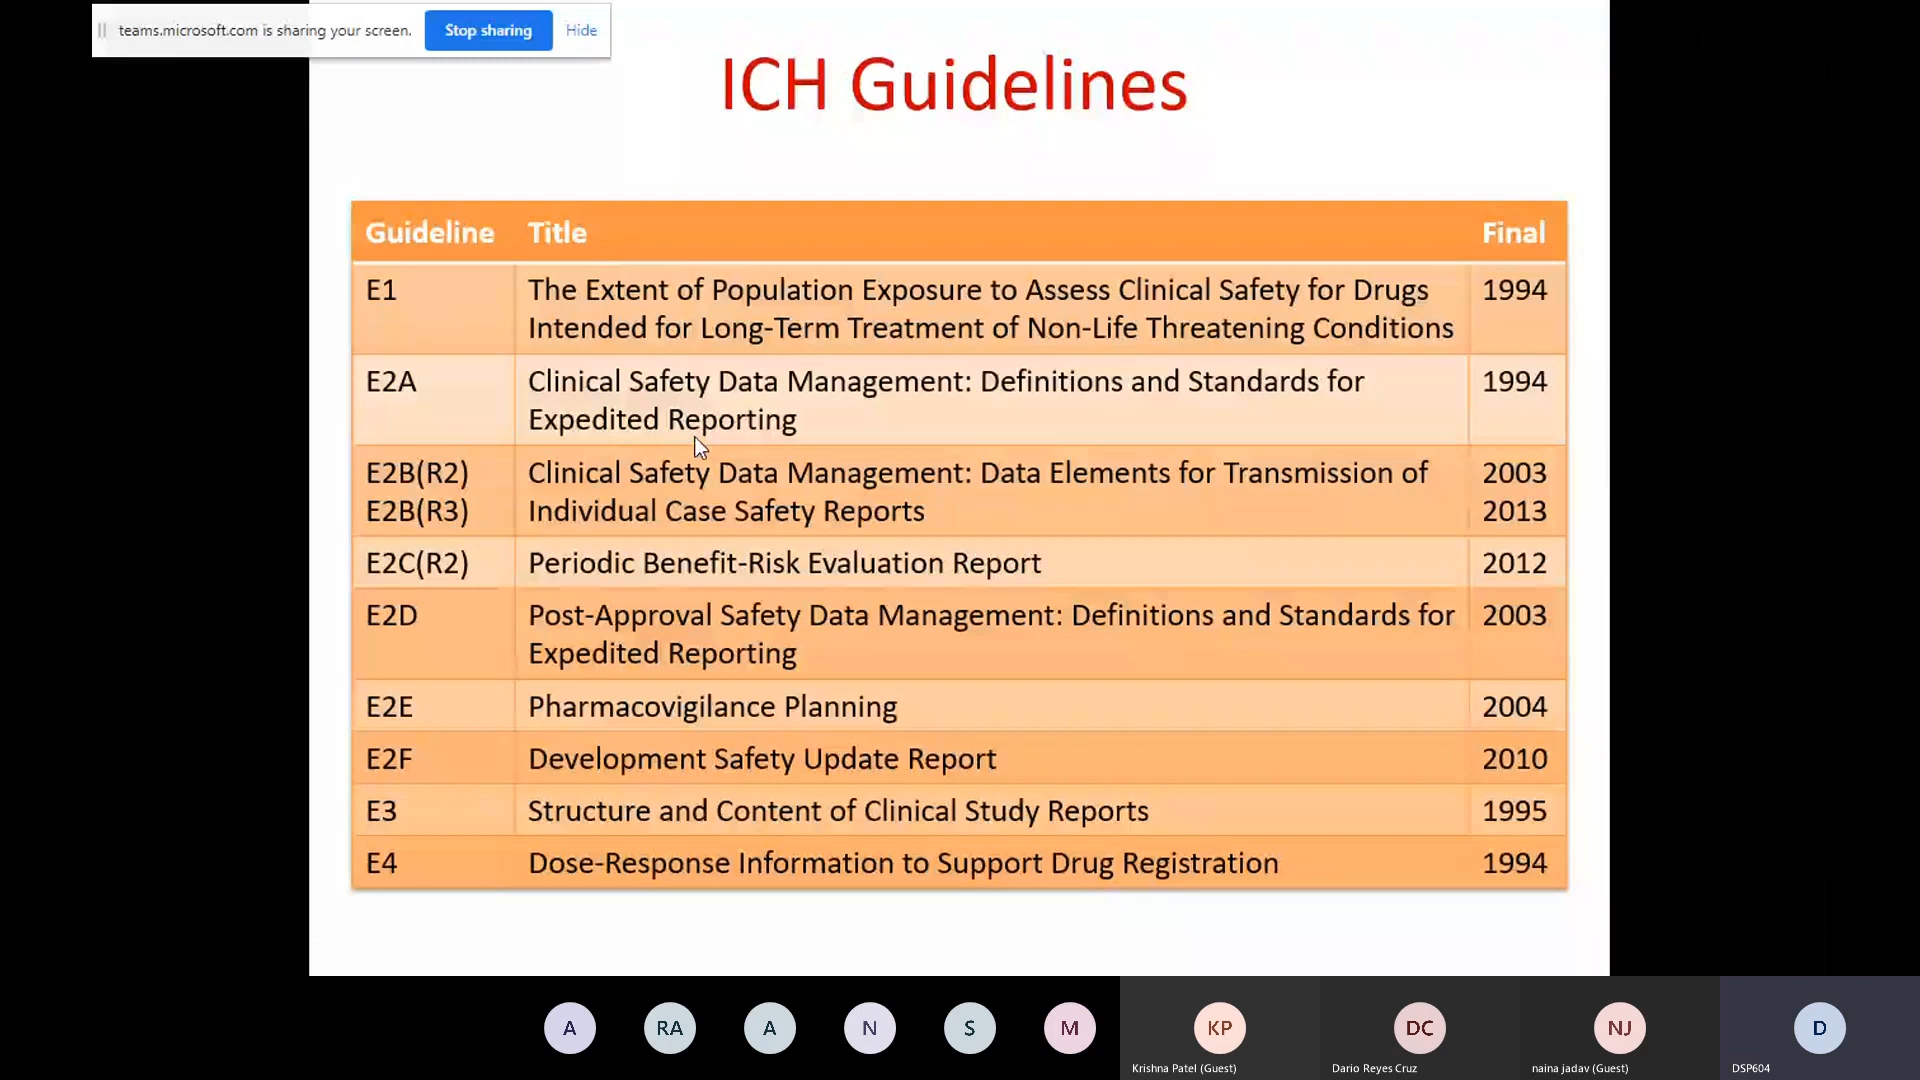 teams.microsoft.com is sharing your screen. Stop sharing Hide
ICH Guidelines
Guideline Title Final
E1 The Extent of Population Exposure to Assess Clinical Safety for Drugs 1994
Intended for Long-Term Treatment of Non-Life Threatening Conditions
E2A Clinical Safety Data Management: Definitions and Standards for 1994
Expedited Reporting
E2B(R2) Clinical Safety Data Management: Data Elements for Transmission of 2003
E2B(R3) Individual Case Safety Reports 2013
E2C(R2) Periodic Benefit-Risk Evaluation Report 2012
E2D Post-Approval Safety Data Management: Definitions and Standards for 2003
Expedited Reporting
E2E Pharmacovigilance Planning 2004
E2F Development Safety Update Report 2010
E3 Structure and Content of Clinical Study Reports 1995
E4 Dose-Response Information to Support Drug Registration 1994
A RA A N S M KP DC NJ D
Krishna Patel (Guest) Dario Reyes Cruz naina jadav (Guest) DSP604